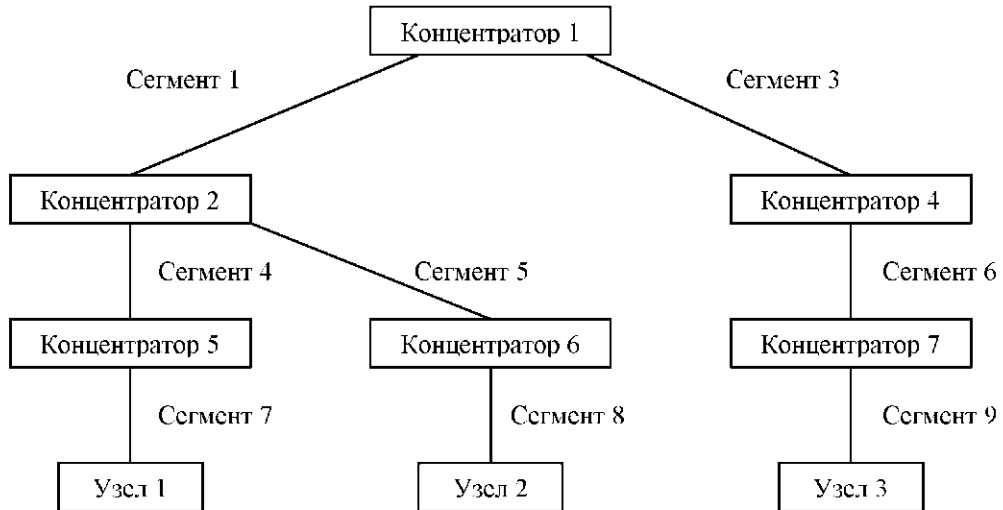 Концентратор 1
Сегмент 1
Сегмент 3
Концентратор 2
Концентратор 4
Сегмент 4
Сегмент 5
Сегмент 6
Концентратор 5
Концентратор 6
Концентратор 7
Сегмент 7
Сегмент 8
Сегмент 9
Узел 1
Узел 2
Узел 3